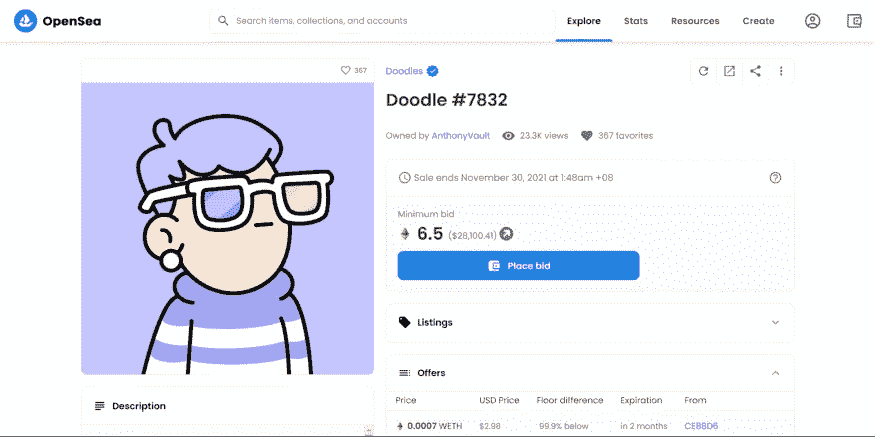 OpenSea
Search items, collections, and accounts
Explore Stats Resources Create
367
Doodles
Doodle #7832
Owned by AnthonyVault 23.3K views 367 favorites
Sale ends November 30, 2021 at 1:48am +08
Minimum bid
6.5 ($28,100.41)
Place bid
Listings
Offers
Price USD Price Floor difference Expiration From
0.0007 WETH $2.98 99.9% below in 2 months CEBBD6
Description